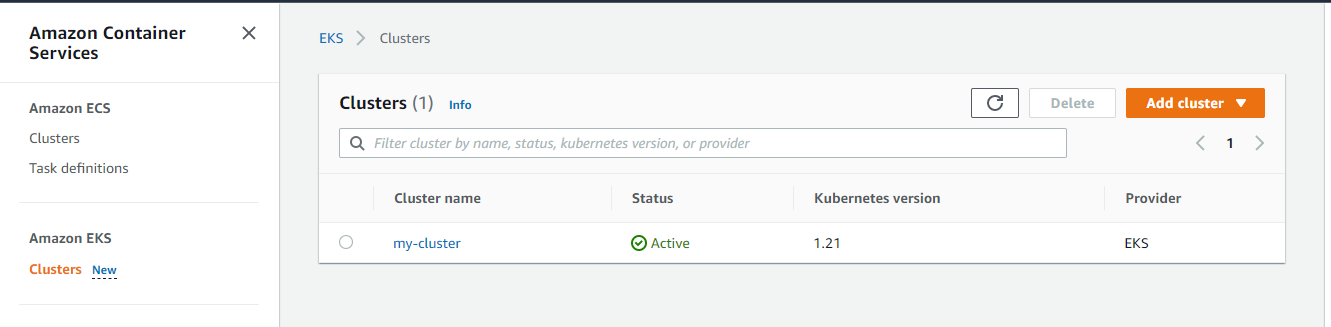 Amazon Container
Services
Amazon ECS
Clusters
Task definitions
Amazon EKS
Clusters New
EKS > Clusters
Clusters (1) Info
Delete
Add cluster
Filter cluster by name, status, kubernetes version, or provider
1
Cluster name Status Kubernetes version Provider
my-cluster Active 1.21 EKS